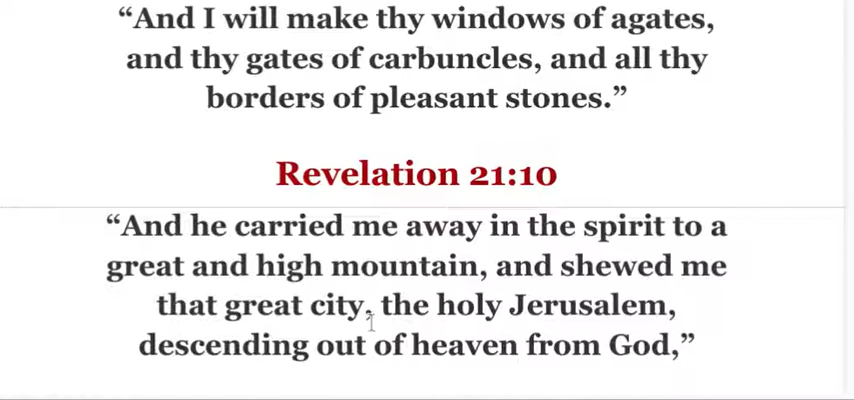 “And I will make thy windows of agates,
and thy gates of carbuncles, and all thy
borders of pleasant stones.”
Revelation 21:10
“And he carried me away in the spirit to a
great and high mountain, and shewed me
that great city, the holy Jerusalem,
descending out of heaven from God,”